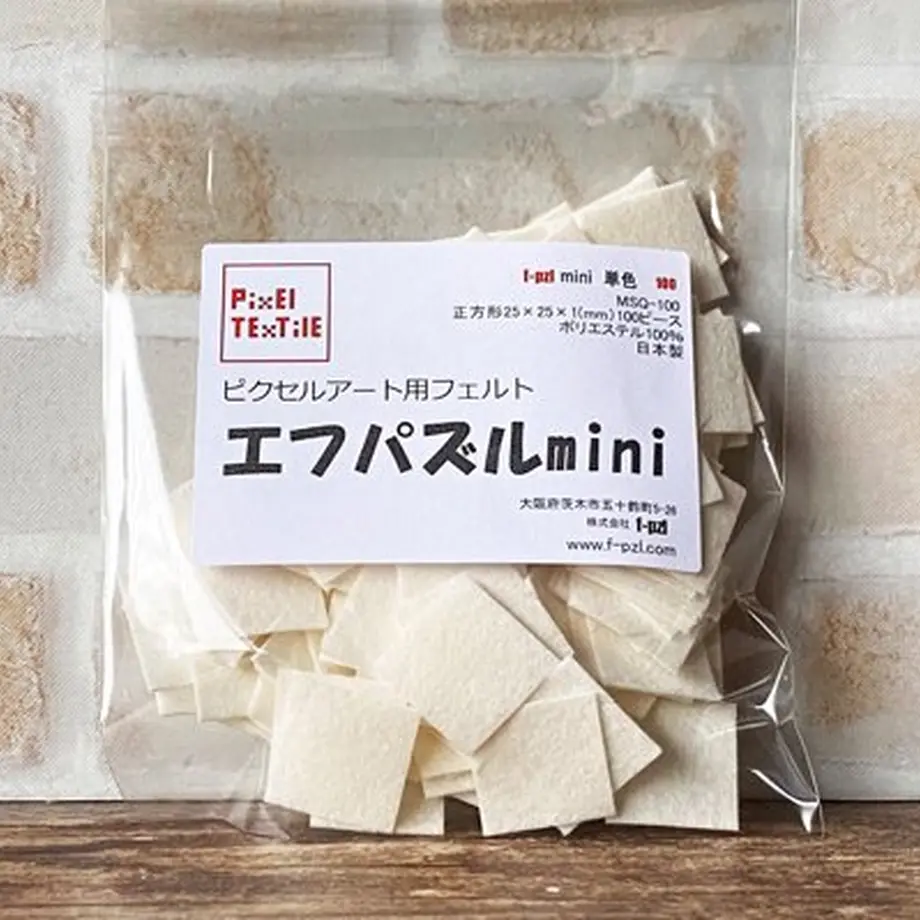 PixEl
TExTilE
f-pzl mini 単色 100
MSQ-100
正方形25×25×1(mm)100ピース
ポリエステル100%
日本製
ピクセルアート用フェルト
エフパズルmini
大阪府茨木市五十鈴町5-26
株式会社 f-pzl
www.f-pzl.com